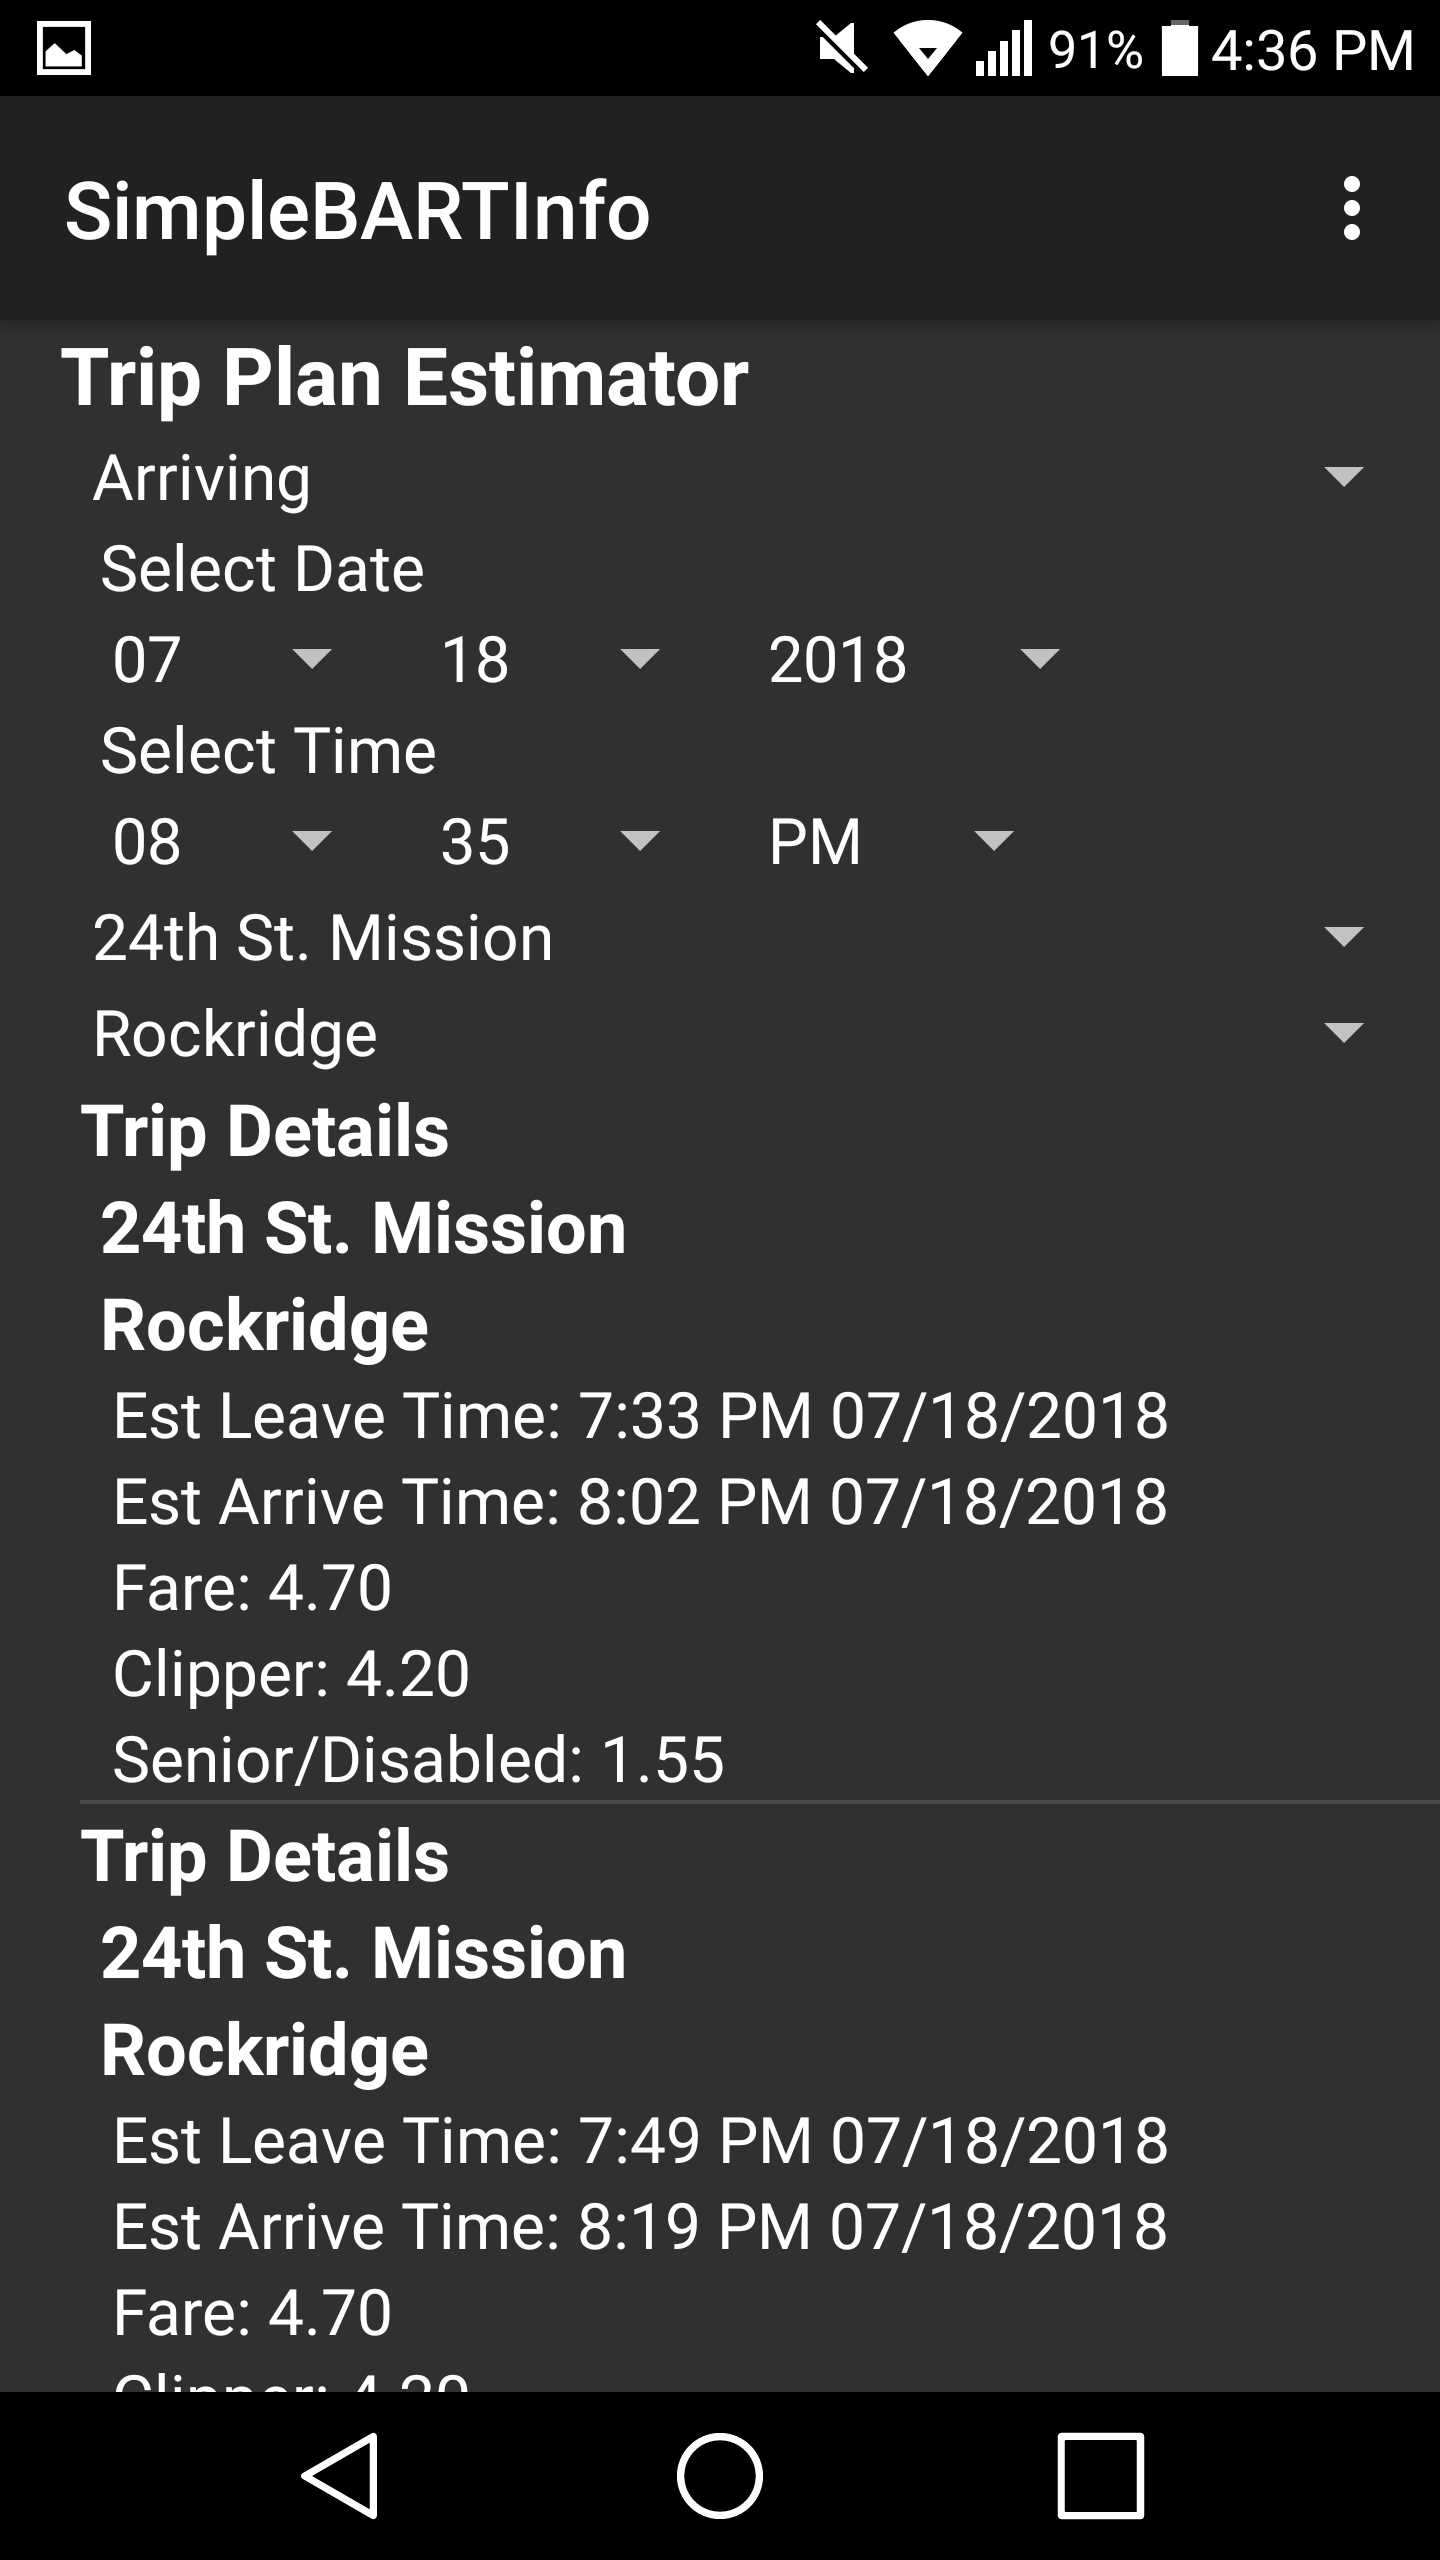 91% 4:36 PM
SimpleBARTInfo
Trip Plan Estimator
Arriving
Select Date
07 18 2018
Select Time
08 35 PM
24th St. Mission
Rockridge
Trip Details
24th St. Mission
Rockridge
Est Leave Time: 7:33 PM 07/18/2018
Est Arrive Time: 8:02 PM 07/18/2018
Fare: 4.70
Clipper: 4.20
Senior/Disabled: 1.55
Trip Details
24th St. Mission
Rockridge
Est Leave Time: 7:49 PM 07/18/2018
Est Arrive Time: 8:19 PM 07/18/2018
Fare: 4.70
Clipper: 4.20